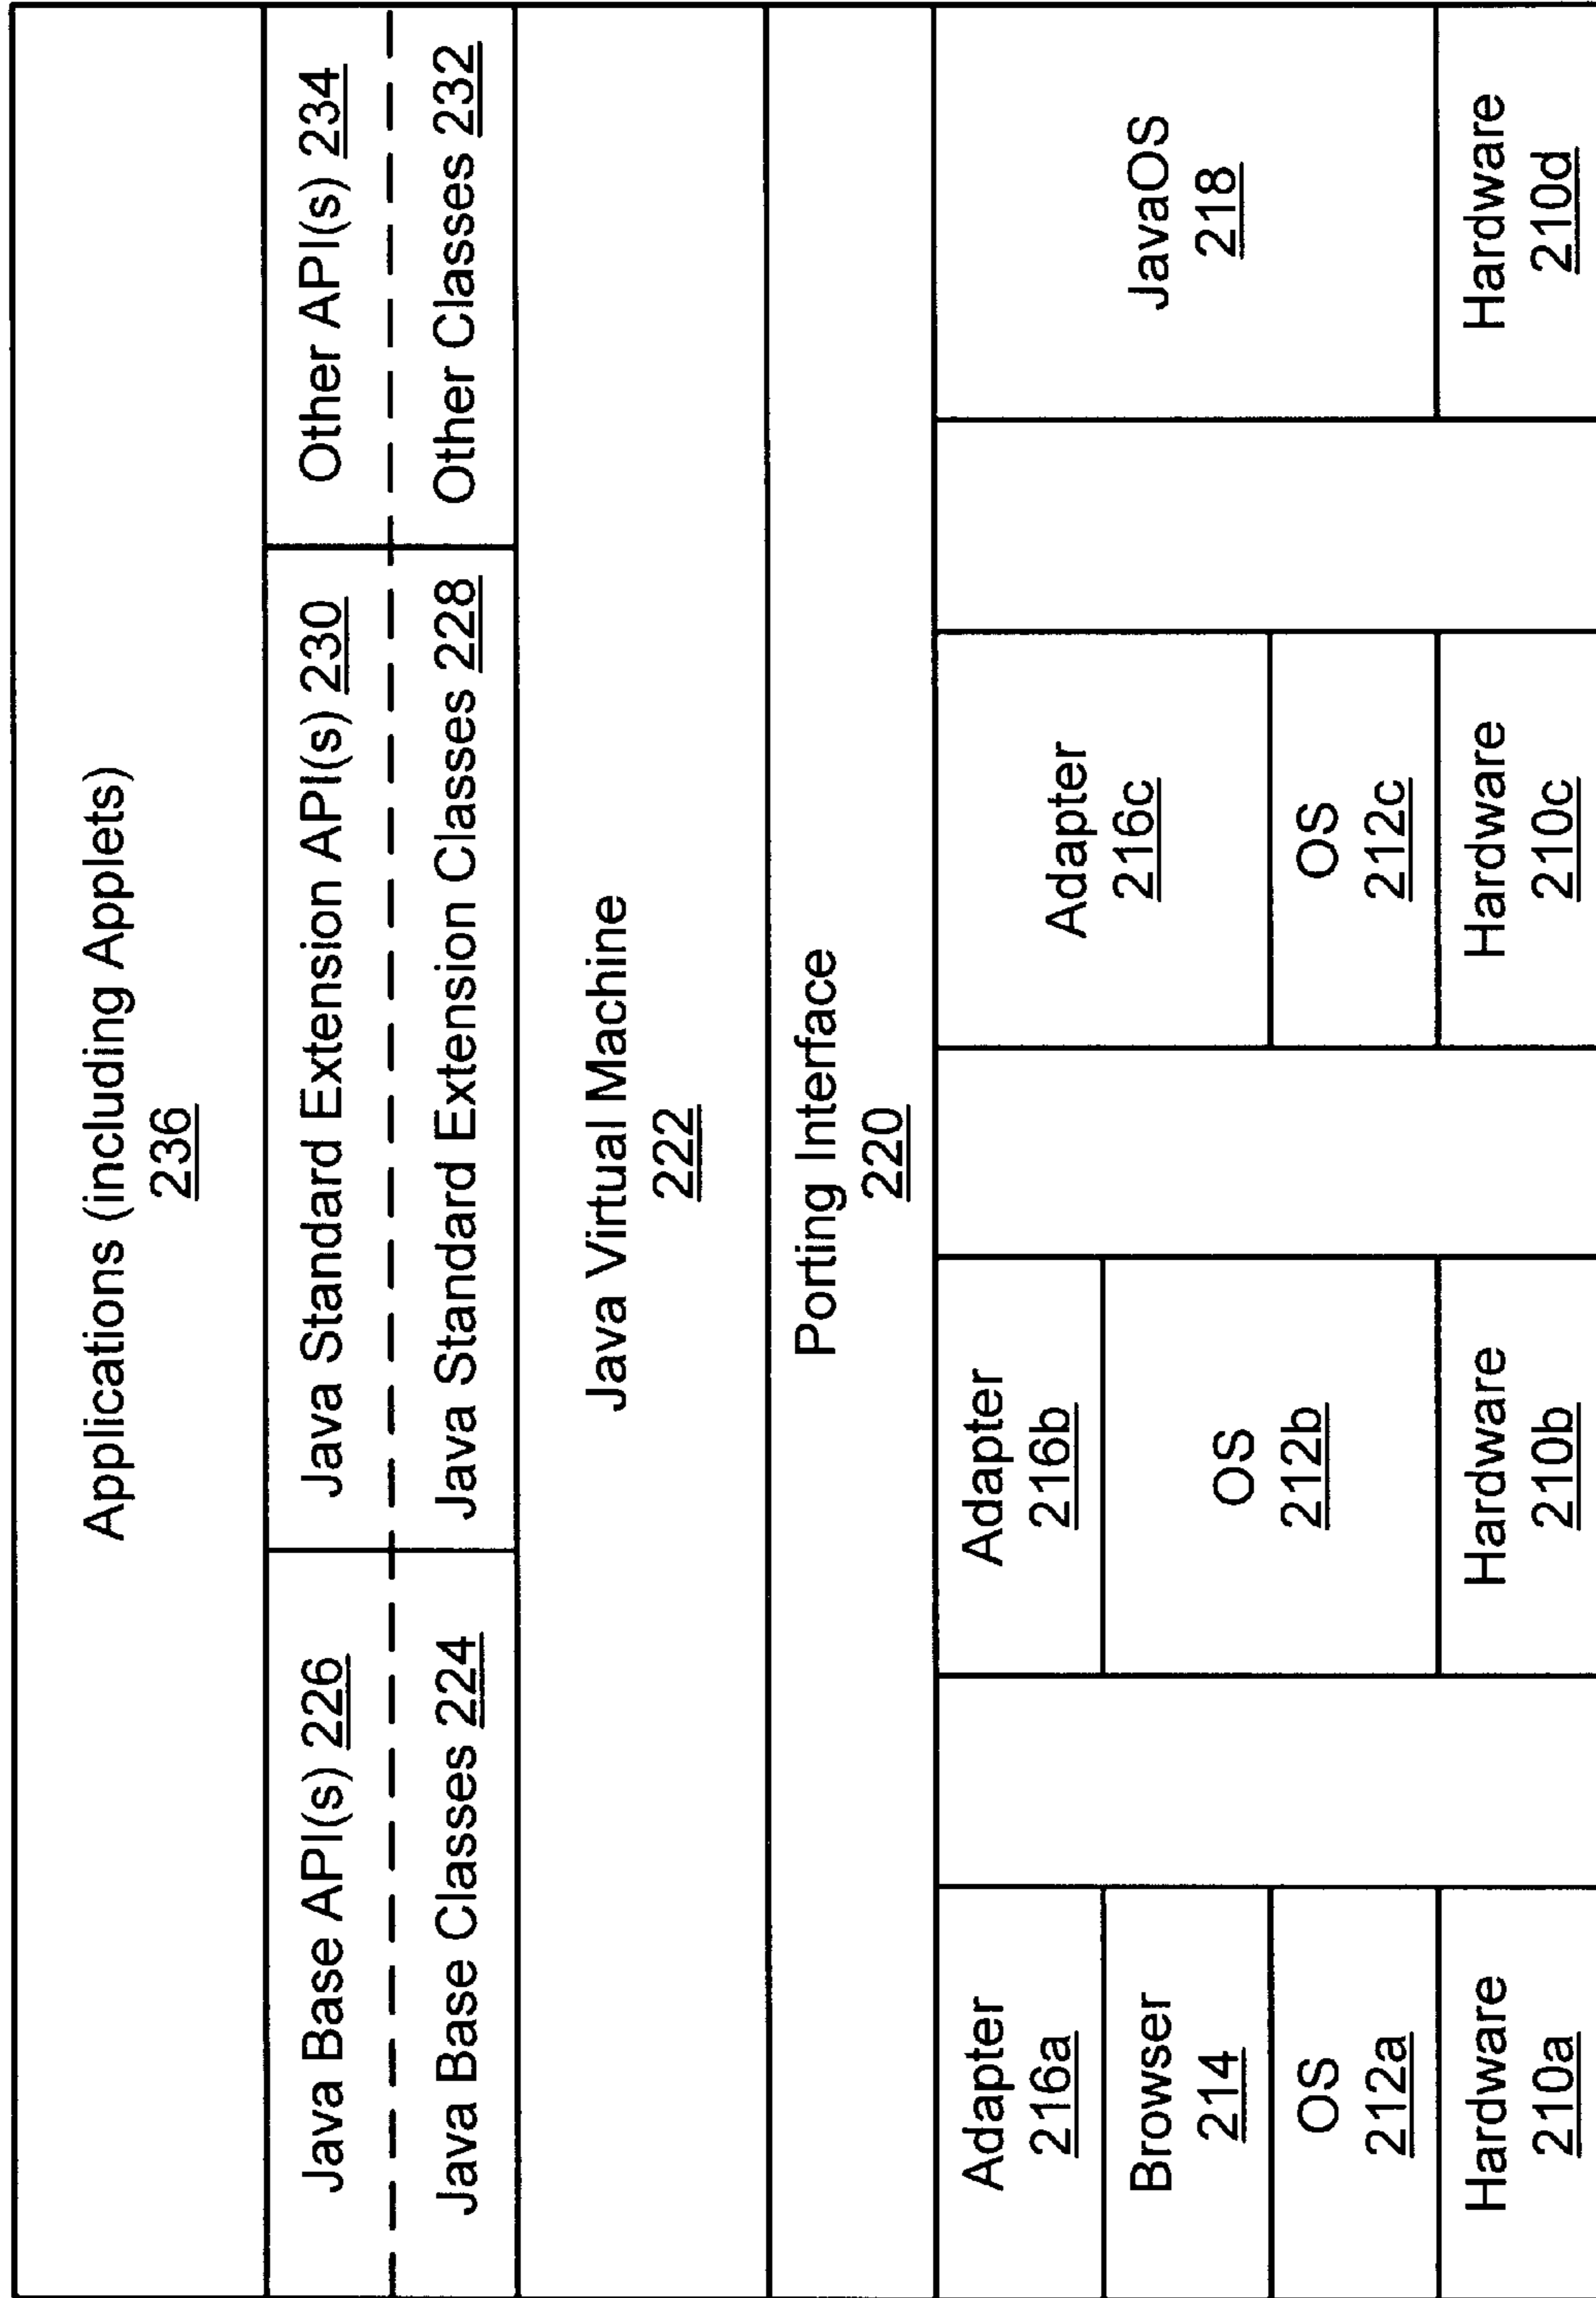 Applications (including Applets)
236
Java Base API(s) 226
Java Standard Extension API(s) 230
Other API(s) 234
Java Base Classes 224
Java Standard Extension Classes 228
Other Classes 232
Java Virtual Machine
222
Porting Interface
220
Adapter
216a
Browser
214
OS
212a
Hardware
210a
Adapter
216b
OS
212b
Hardware
210b
Adapter
216c
OS
212c
Hardware
210c
JavaOS
218
Hardware
210d